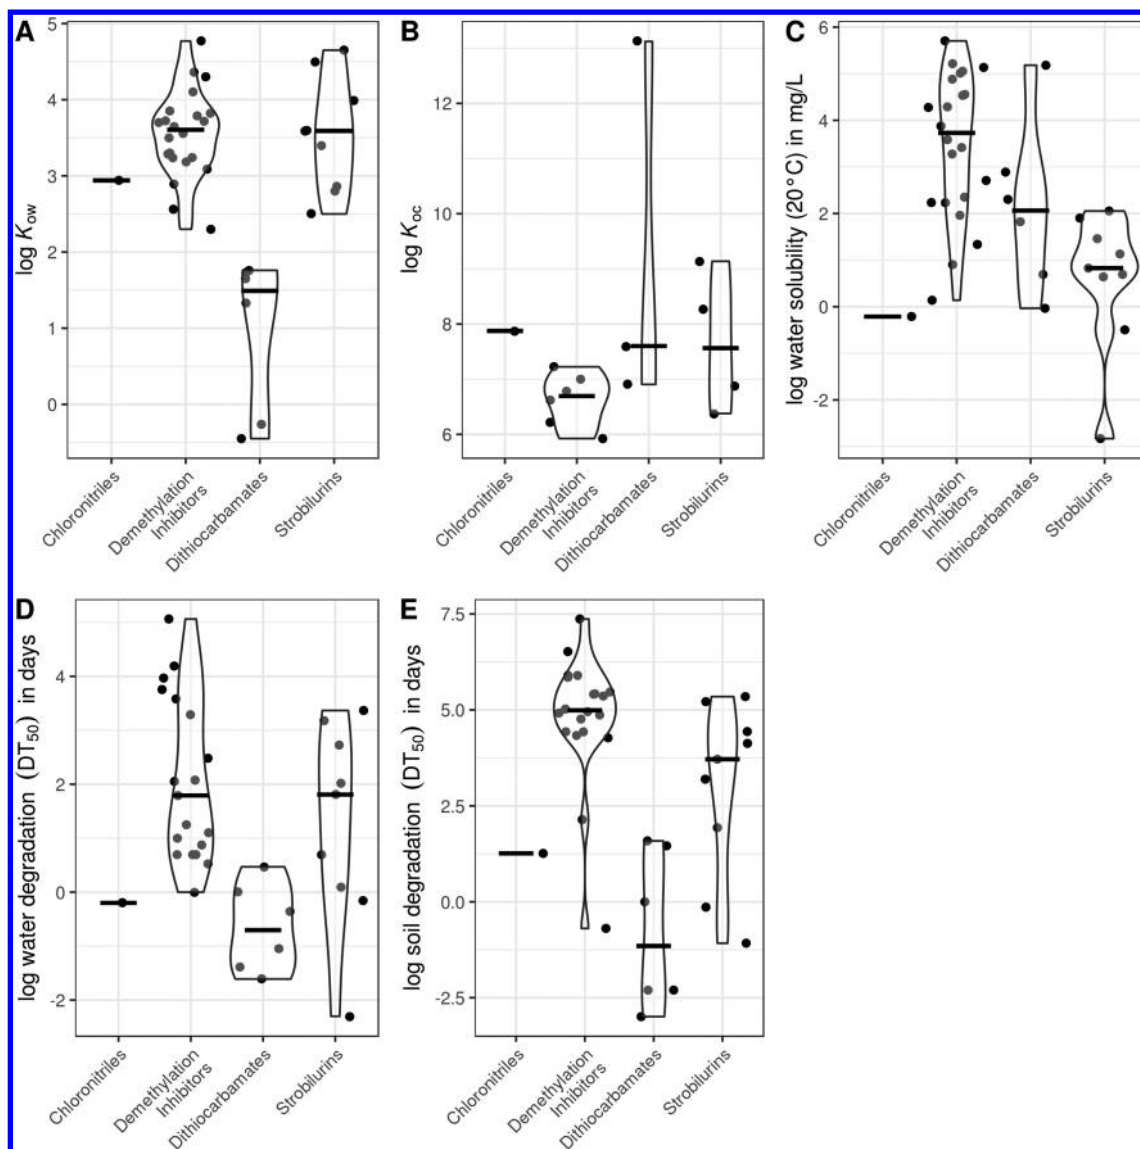 A
log Kow
5
4
3
2
1
0
Chloronitriles
Demethylation
Inhibitors
Dithiocarbamates
Strobilurins
B
log Koc
12
10
8
6
Chloronitriles
Demethylation
Inhibitors
Dithiocarbamates
Strobilurins
C
log water solubility (20°C) in mg/L
6
4
2
0
-2
Chloronitriles
Demethylation
Inhibitors
Dithiocarbamates
Strobilurins
D
log water degradation (DT50) in days
4
2
0
-2
Chloronitriles
Demethylation
Inhibitors
Dithiocarbamates
Strobilurins
E
log soil degradation (DT50) in days
7.5
5.0
2.5
0.0
-2.5
Chloronitriles
Demethylation
Inhibitors
Dithiocarbamates
Strobilurins